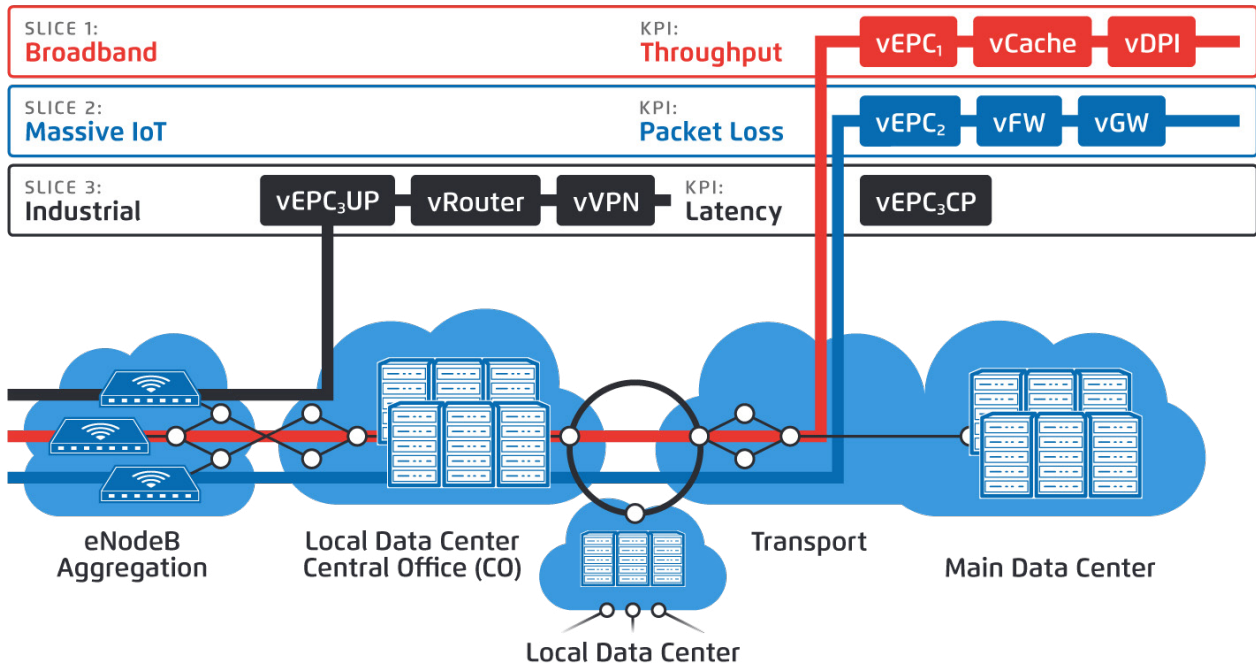 SLICE 1:
Broadband
KPI:
Throughput
vEPC₁
vCache
vDPI
SLICE 2:
Massive IoT
KPI:
Packet Loss
vEPC₂
vFW
vGW
SLICE 3:
Industrial
vEPC₃UP
vRouter
vVPN
KPI:
Latency
vEPC₃CP
eNodeB
Aggregation
Local Data Center
Central Office (CO)
Transport
Main Data Center
Local Data Center